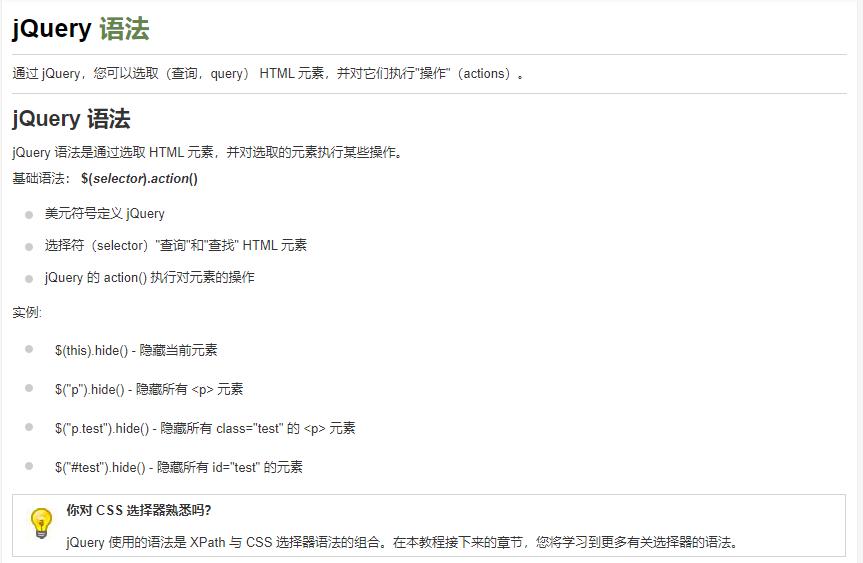 jQuery 语法
通过 jQuery，您可以选取（查询，query） HTML 元素，并对它们执行"操作"（actions）。
jQuery 语法
jQuery 语法是通过选取 HTML 元素，并对选取的元素执行某些操作。
基础语法： $(selector).action()
美元符号定义 jQuery
选择符（selector）"查询"和"查找" HTML 元素
jQuery 的 action() 执行对元素的操作
实例:
$(this).hide() - 隐藏当前元素
$("p").hide() - 隐藏所有 <p> 元素
$("p.test").hide() - 隐藏所有 class="test" 的 <p> 元素
$("#test").hide() - 隐藏所有 id="test" 的元素
你对 CSS 选择器熟悉吗?
jQuery 使用的语法是 XPath 与 CSS 选择器语法的组合。在本教程接下来的章节，您将学习到更多有关选择器的语法。